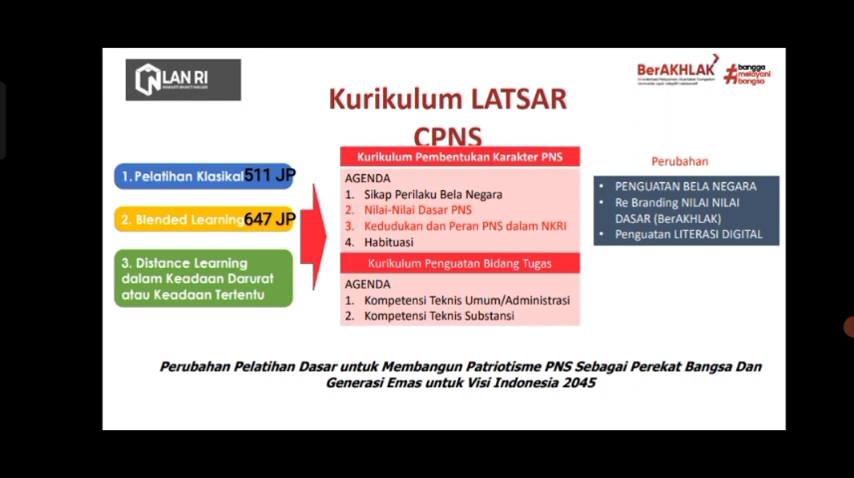 LAN RI
MAKARTI BHAKTI NAGARI
BerAKHLAK
#bangga
melayani
bangsa
Kurikulum LATSAR
CPNS
1. Pelatihan Klasikal 511 JP
2. Blended Learning 647 JP
3. Distance Learning
dalam Keadaan Darurat
atau Keadaan Tertentu
Kurikulum Pembentukan Karakter PNS
AGENDA
1. Sikap Perilaku Bela Negara
2. Nilai-Nilai Dasar PNS
3. Kedudukan dan Peran PNS dalam NKRI
4. Habituasi
Kurikulum Penguatan Bidang Tugas
AGENDA
1. Kompetensi Teknis Umum/Administrasi
2. Kompetensi Teknis Substansi
Perubahan
• PENGUATAN BELA NEGARA
• Re Branding NILAI NILAI
DASAR (BerAKHLAK)
• Penguatan LITERASI DIGITAL
Perubahan Pelatihan Dasar untuk Membangun Patriotisme PNS Sebagai Perekat Bangsa Dan
Generasi Emas untuk Visi Indonesia 2045